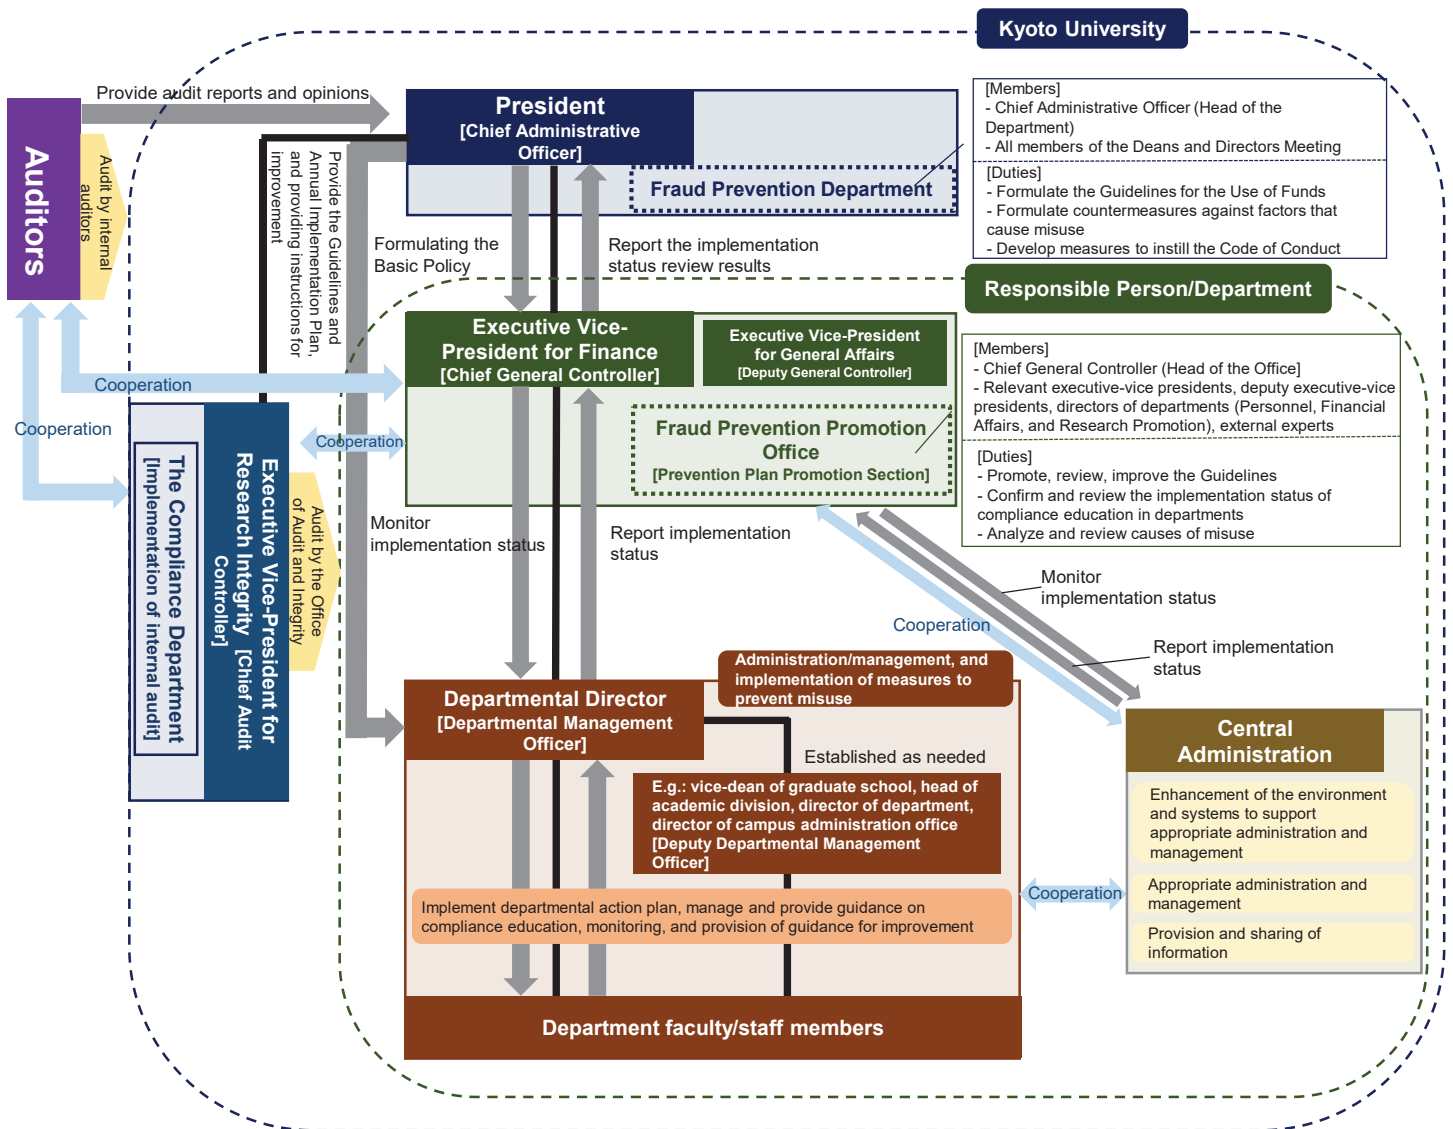 Kyoto University
Provide audit reports and opinions
Auditors
Audit by internal
auditors
President
[Chief Administrative
Officer]
Fraud Prevention Department
[Members]
- Chief Administrative Officer (Head of the
Department)
- All members of the Deans and Directors Meeting
[Duties]
- Formulate the Guidelines for the Use of Funds
- Formulate countermeasures against factors that
cause misuse
- Develop measures to instill the Code of Conduct
Provide the Guidelines and
Annual Implementation Plan,
and providing instructions for
improvement
Formulating the
Basic Policy
Report the implementation
status review results
Responsible Person/Department
Executive Vice-
President for Finance
[Chief General Controller]
Executive Vice-President
for General Affairs
[Deputy General Controller]
Fraud Prevention Promotion
Office
[Prevention Plan Promotion Section]
[Members]
- Chief General Controller (Head of the Office]
- Relevant executive-vice presidents, deputy executive-vice
presidents, directors of departments (Personnel, Financial
Affairs, and Research Promotion), external experts
[Duties]
- Promote, review, improve the Guidelines
- Confirm and review the implementation status of
compliance education in departments
- Analyze and review causes of misuse
Cooperation
Cooperation
Cooperation
Executive Vice-President for
Research Integrity [Chief Audit
Controller]
The Compliance Department
[Implementation of internal audit]
Audit by the Office
of Audit and Integrity
Monitor
implementation status
Report implementation
status
Monitor
implementation status
Cooperation
Report implementation
status
Administration/management, and
implementation of measures to
prevent misuse
Departmental Director
[Departmental Management
Officer]
Established as needed
E.g.: vice-dean of graduate school, head of
academic division, director of department,
director of campus administration office
[Deputy Departmental Management
Officer]
Implement departmental action plan, manage and provide guidance on
compliance education, monitoring, and provision of guidance for improvement
Cooperation
Central
Administration
Enhancement of the environment
and systems to support
appropriate administration and
management
Appropriate administration and
management
Provision and sharing of
information
Department faculty/staff members